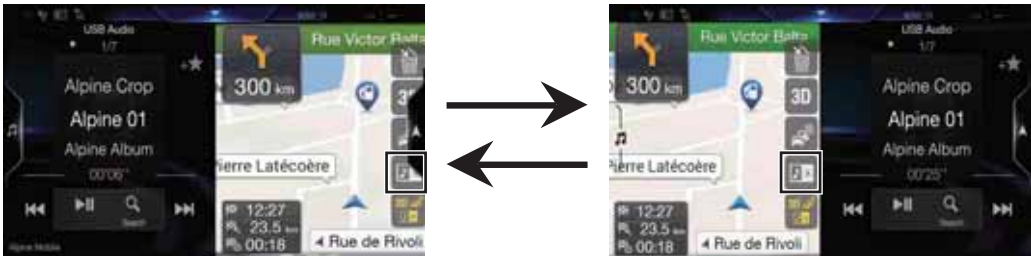 USB Audio
1/7
Alpine Crop
Alpine 01
Alpine Album
00'06"
Search
Alpine Mobile
Rue Victor Balta
300 km
3D
Pierre Latécoère
12:27
23.5 km
00:18
Rue de Rivoli
Rue Victor Balta
300 km
3D
Pierre Latécoère
12:27
23.5 km
00:18
Rue de Rivoli
USB Audio
1/7
Alpine Crop
Alpine 01
Alpine Album
00'25"
Search